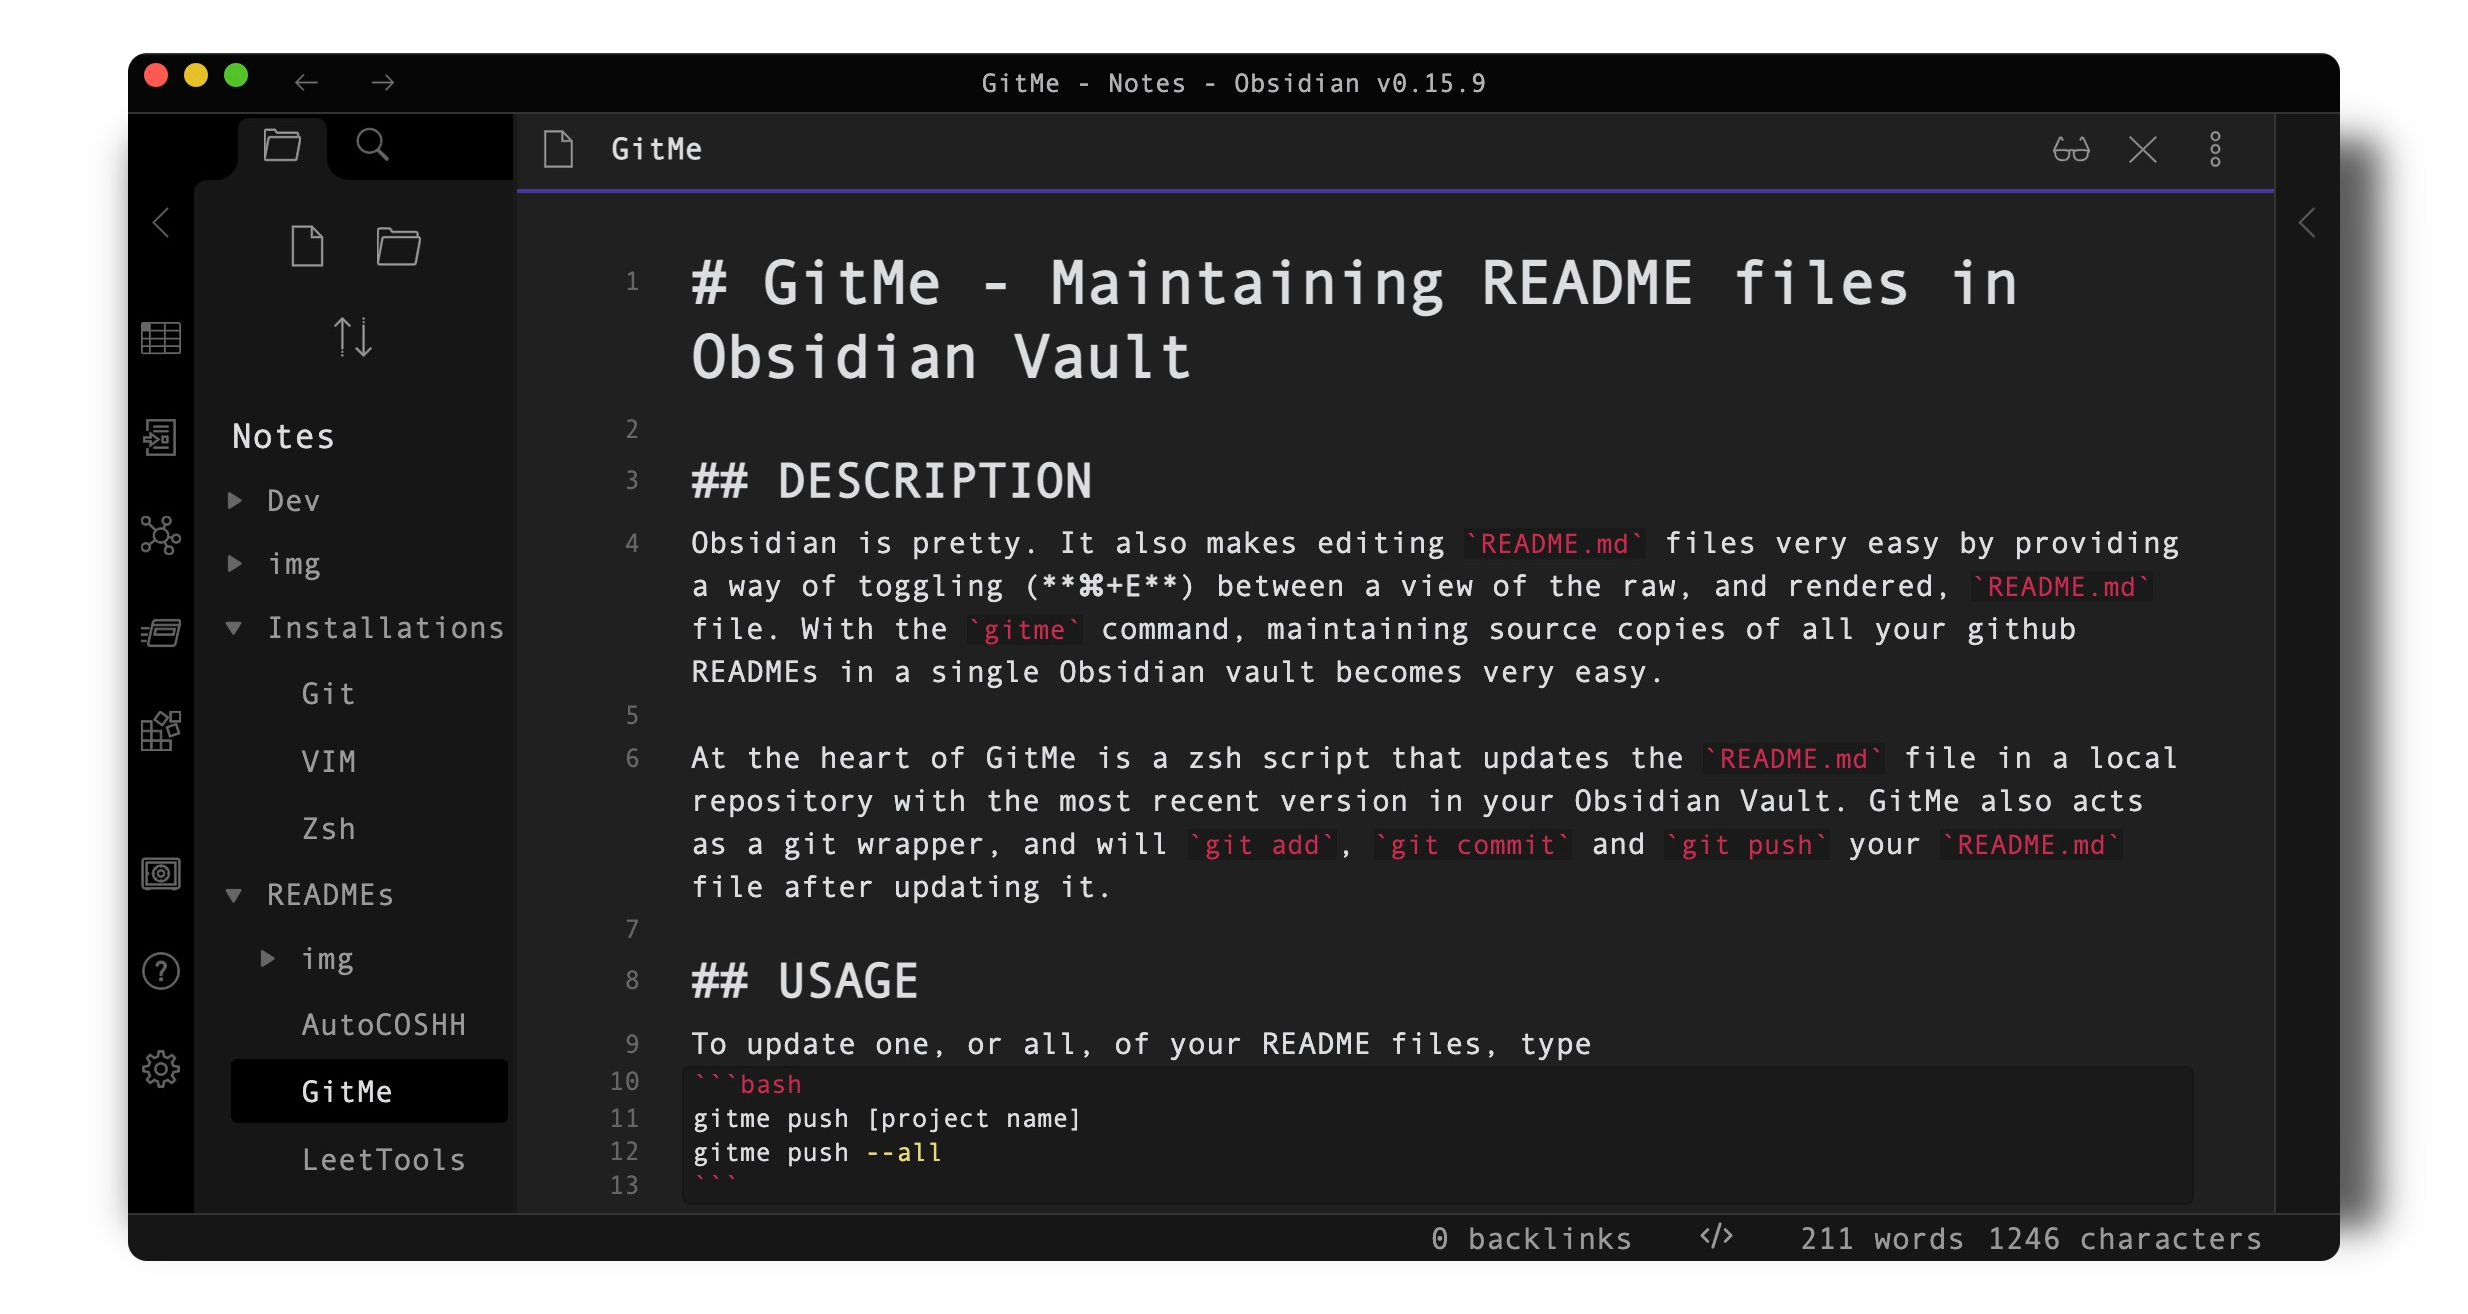 GitMe - Notes - Obsidian v0.15.9
GitMe
Notes
Dev
img
Installations
Git
VIM
Zsh
READMEs
img
AutoCOSHH
GitMe
LeetTools
1 # GitMe - Maintaining README files in
Obsidian Vault
2
3 ## DESCRIPTION
4 Obsidian is pretty. It also makes editing `README.md` files very easy by providing
a way of toggling (**⌘+E**) between a view of the raw, and rendered, `README.md`
file. With the `gitme` command, maintaining source copies of all your github
READMEs in a single Obsidian vault becomes very easy.
5
6 At the heart of GitMe is a zsh script that updates the `README.md` file in a local
repository with the most recent version in your Obsidian Vault. GitMe also acts
as a git wrapper, and will `git add`, `git commit` and `git push` your `README.md`
file after updating it.
7
8 ## USAGE
9 To update one, or all, of your README files, type
10 ```bash
11 gitme push [project name]
12 gitme push --all
13 ```
0 backlinks </> 211 words 1246 characters